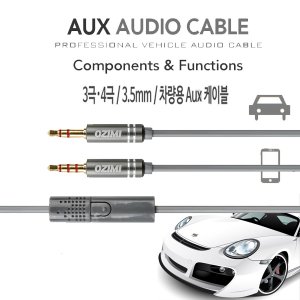 AUX AUDIO CABLE
PROFESSIONAL VEHICLE AUDIO CABLE
Components & Functions
3극·4극 / 3.5mm / 차량용 Aux 케이블
OZIMI
OZIMI